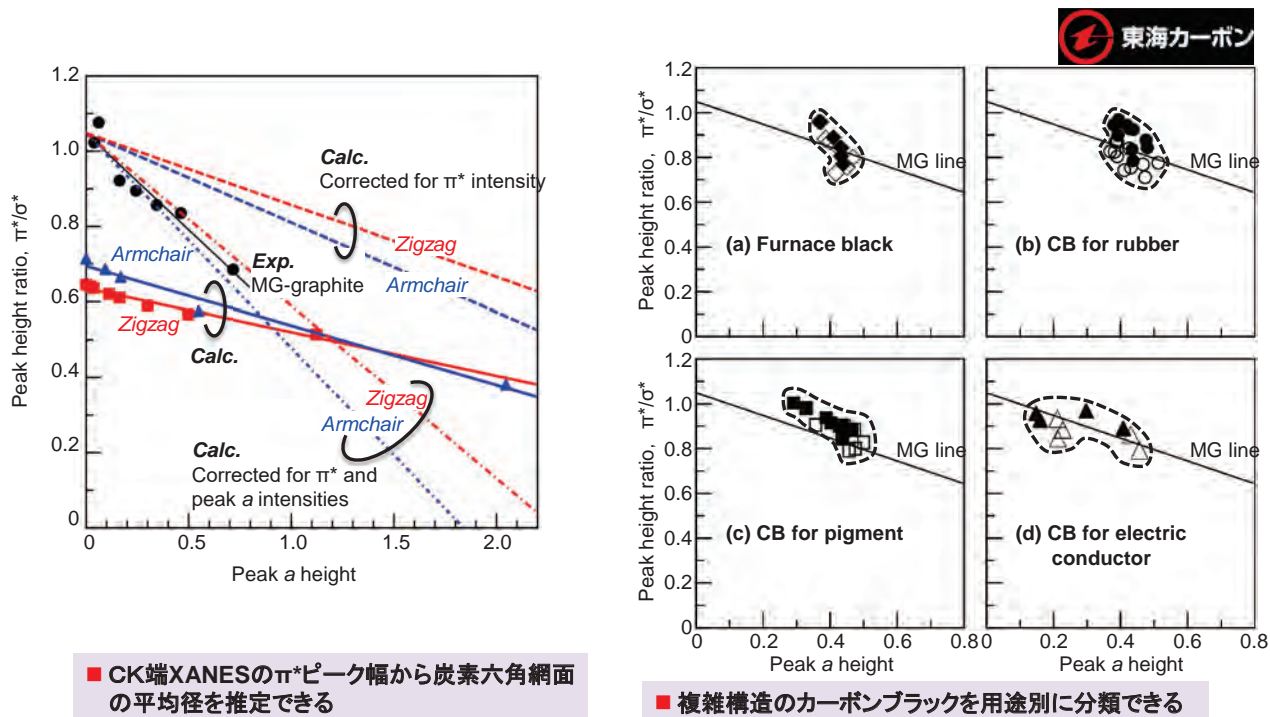 東海カーボン
1.2
1.0
0.8
0.6
0.4
0.2
0
0
0.5
1.0
1.5
2.0
Peak height ratio, π*/σ*
Peak a height
Calc.
Corrected for π* intensity
Zigzag
Armchair
Armchair
Exp.
MG-graphite
Zigzag
Calc.
Zigzag
Armchair
Calc.
Corrected for π* and
peak a intensities
■ CK端XANESのπ*ピーク幅から炭素六角網面
の平均径を推定できる
Peak height ratio, π*/σ*
1.2
1.0
0.8
0.6
0.4
0.2
0
MG line
(a) Furnace black
MG line
(b) CB for rubber
Peak height ratio, π*/σ*
1.2
1.0
0.8
0.6
0.4
0.2
0
MG line
(c) CB for pigment
MG line
(d) CB for electric
conductor
0
0.2
0.4
0.6
0.8
0
0.2
0.4
0.6
0.8
Peak a height
Peak a height
■ 複雑構造のカーボンブラックを用途別に分類できる